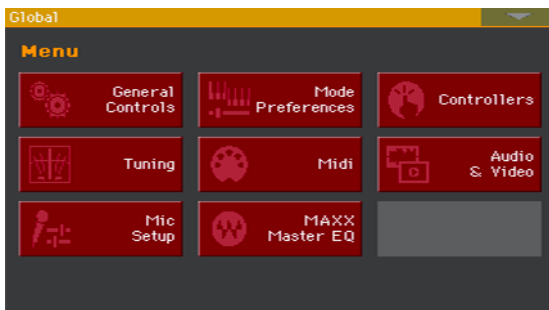 Global
Menu
General
Controls
Mode
Preferences
Controllers
Tuning
Midi
Audio
& Video
Mic
Setup
MAXX
Master EQ